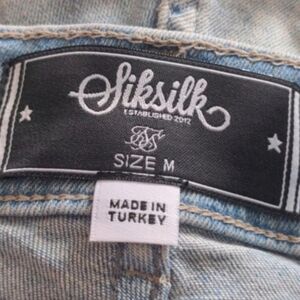 Siksilk
ESTABLISHED 2012
SIZE M
MADE IN
TURKEY